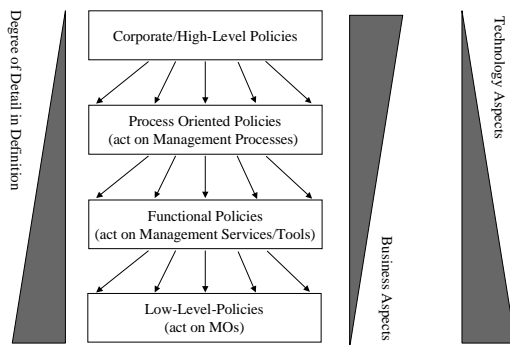 Degree of Detail in Definition
Corporate/High-Level Policies
Process Oriented Policies
(act on Management Processes)
Functional Policies
(act on Management Services/Tools)
Low-Level-Policies
(act on MOs)
Business Aspects
Technology Aspects